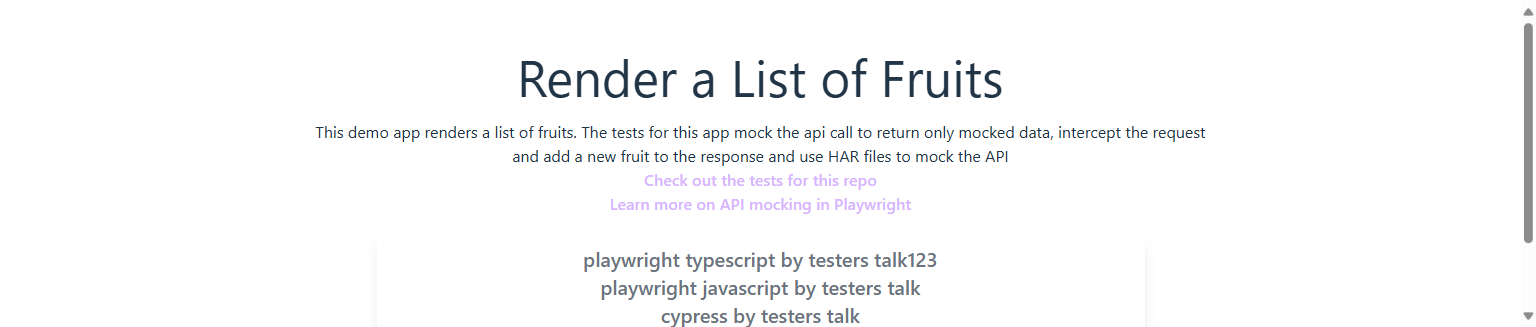 Render a List of Fruits
This demo app renders a list of fruits. The tests for this app mock the api call to return only mocked data, intercept the request
and add a new fruit to the response and use HAR files to mock the API
Check out the tests for this repo
Learn more on API mocking in Playwright
playwright typescript by testers talk123
playwright javascript by testers talk
cypress by testers talk